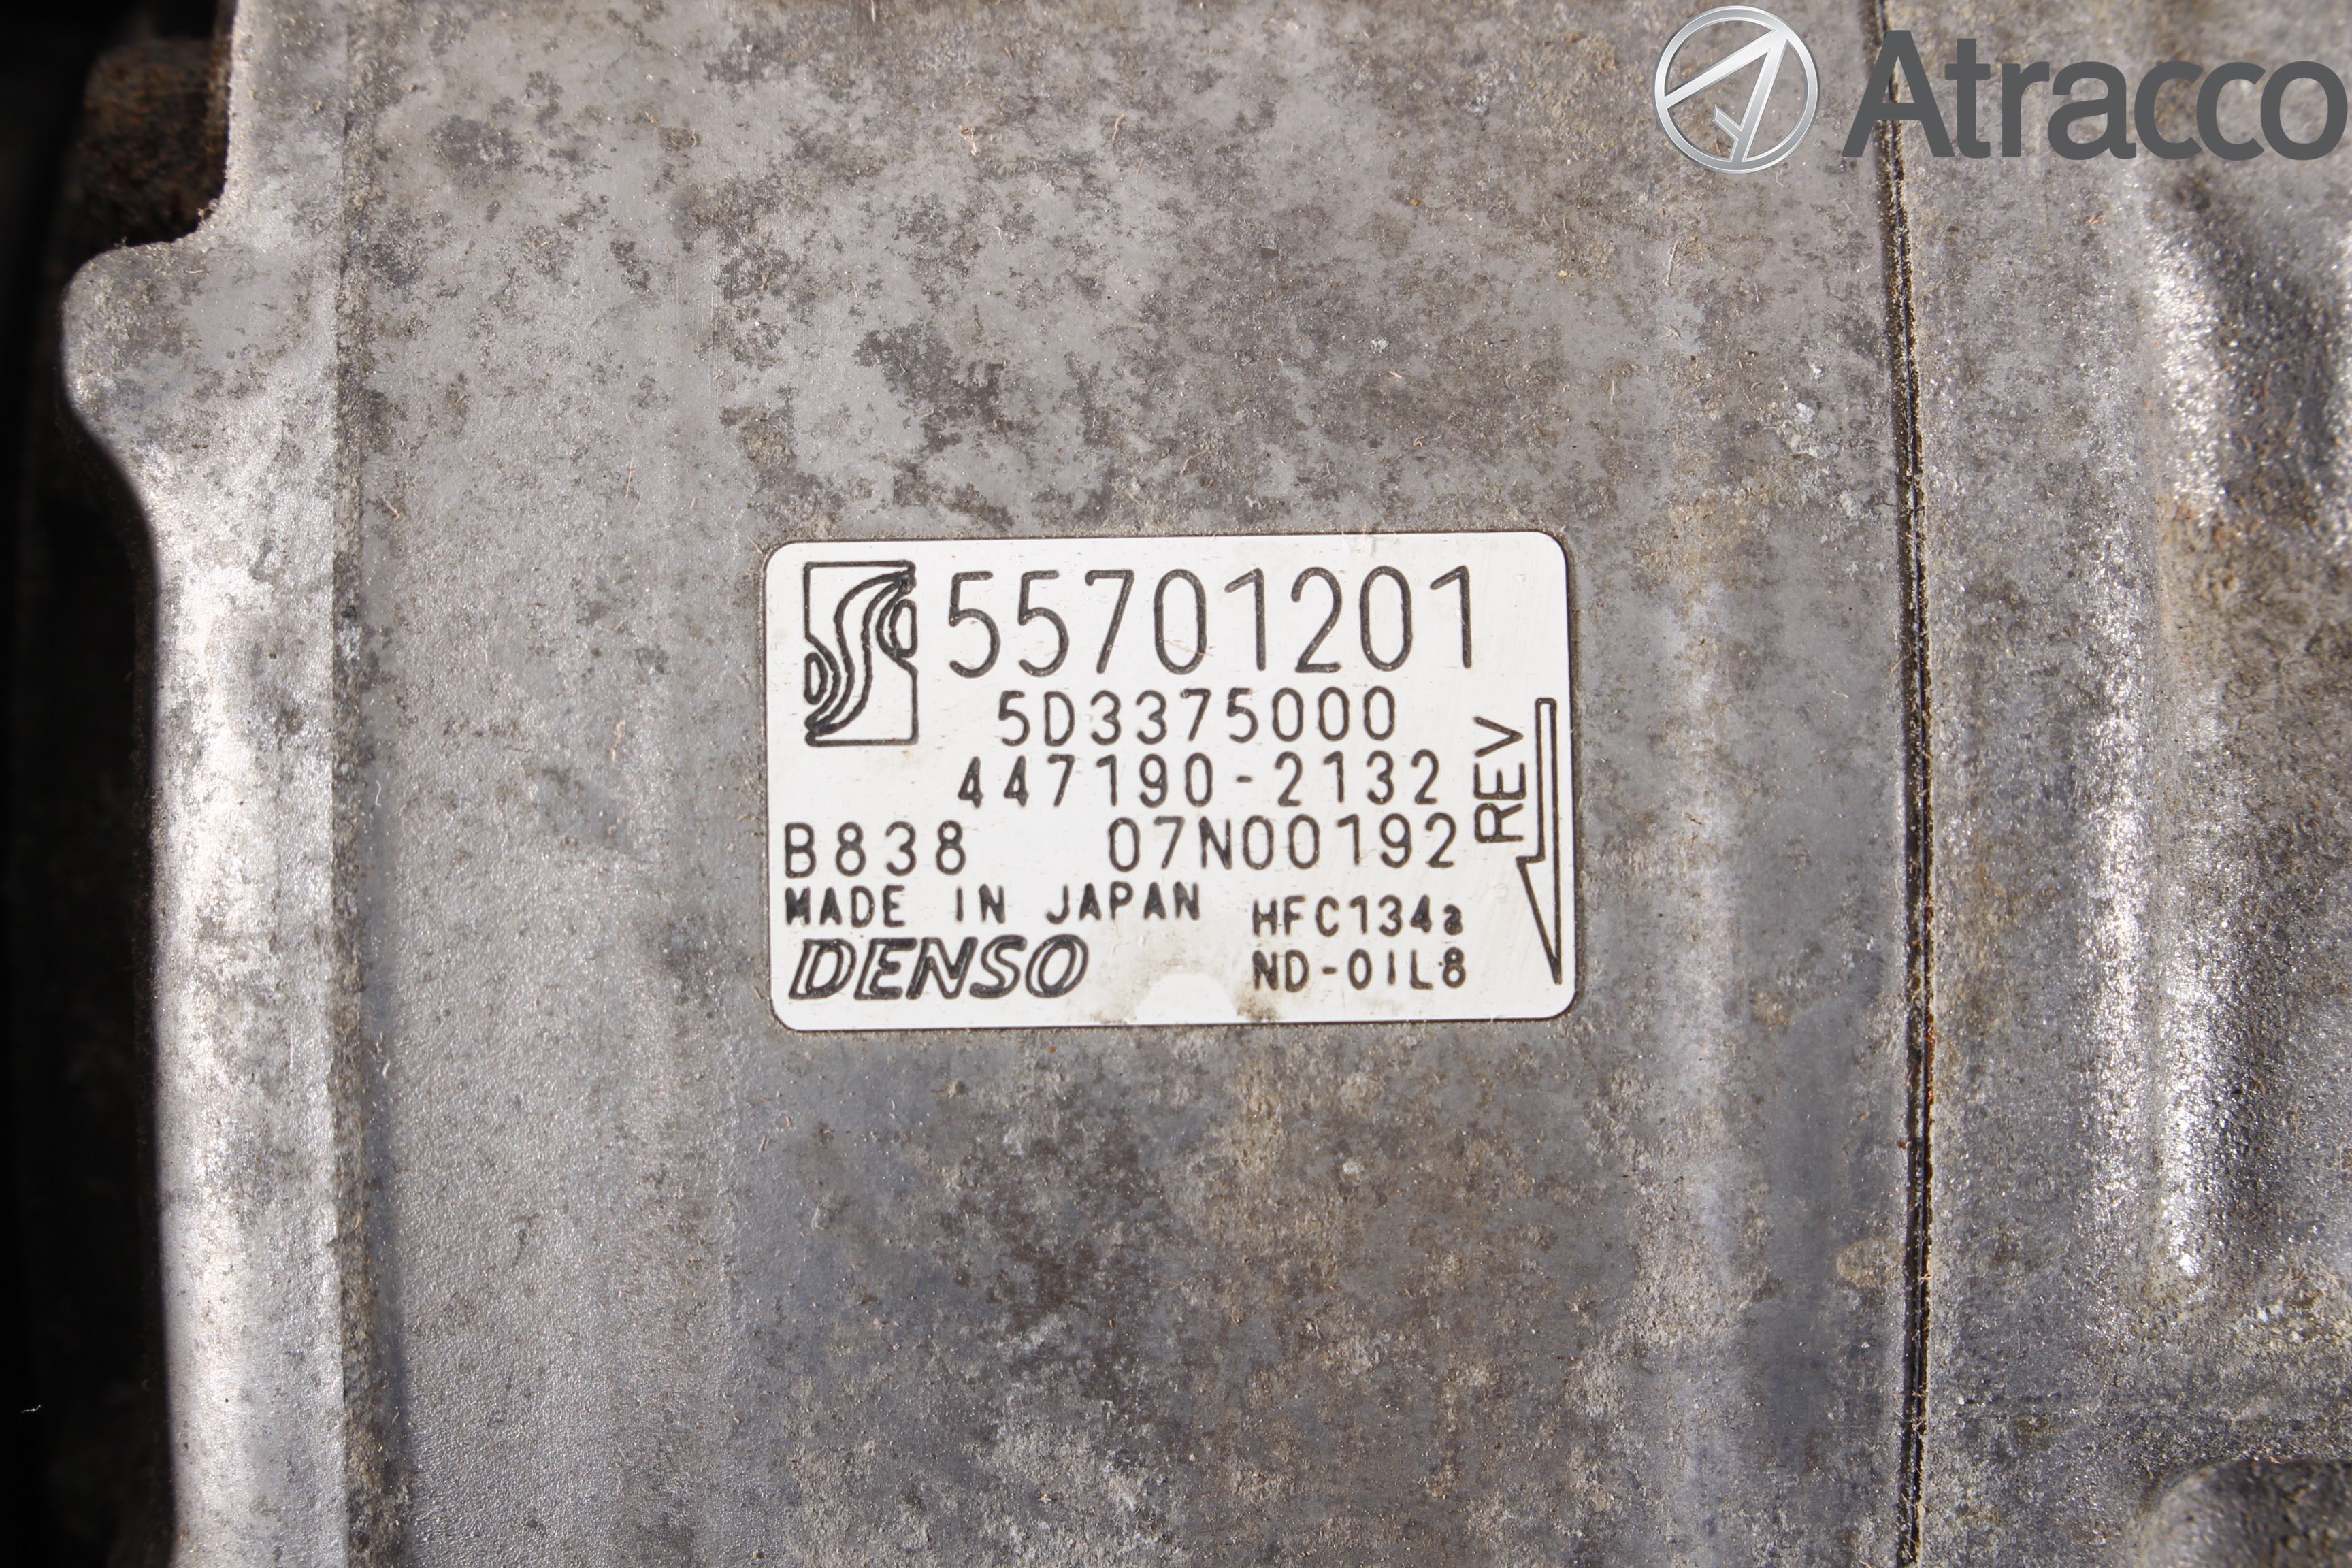 Atracco
55701201
5D3375000
447190-2132
REV
B838 07N00192
MADE IN JAPAN HFC134a
DENSO ND-OIL8